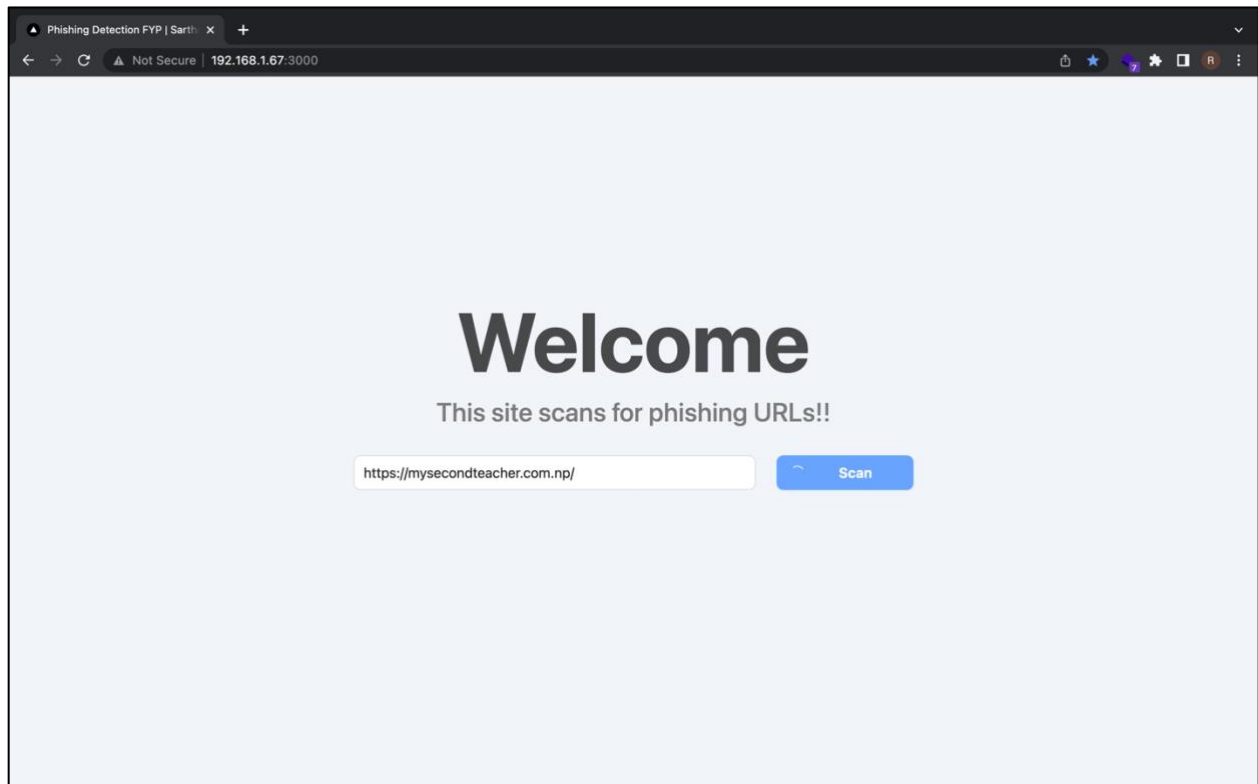 Phishing Detection FYP | Sarth
Not Secure | 192.168.1.67:3000
7
R
Welcome
This site scans for phishing URLs!!
https://mysecondteacher.com.np/
Scan